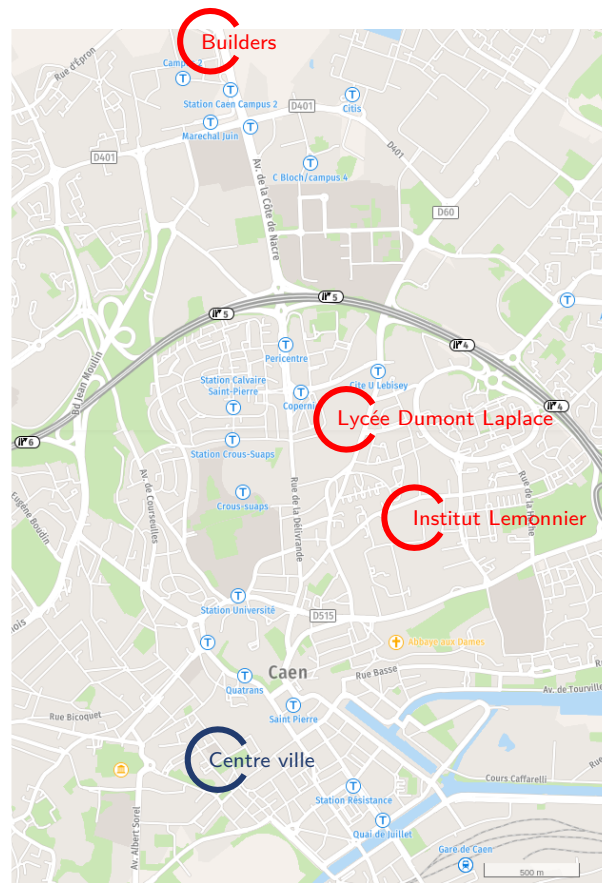 Builders
Rue d'Épron
Campus 2
Station Caen Campus 2
D401
Citis
Marechal Juin
D401
D401
Av. de la Côte de Nacre
C Bloch/campus 4
D60
5
5
Bd Jean Moulin
Pericentre
4
Station Calvaire
Saint-Pierre
Cite U Lebisey
Lycée Dumont Laplace
4
6
Station Crous-Suaps
Av. de Courseulles
Institut Lemonnier
Eugène Boudin
Crous-suaps
Rue de la Délivrande
Station Université
D515
Abbaye aux Dames
Caen
Rue Basse
Quatrans
Av. de Tourville
Saint Pierre
Rue Bicoquet
Centre ville
Cours Caffarelli
Station Résistance
Av. Albert Sorel
Quai de Juillet
Gare de Caen
500 m